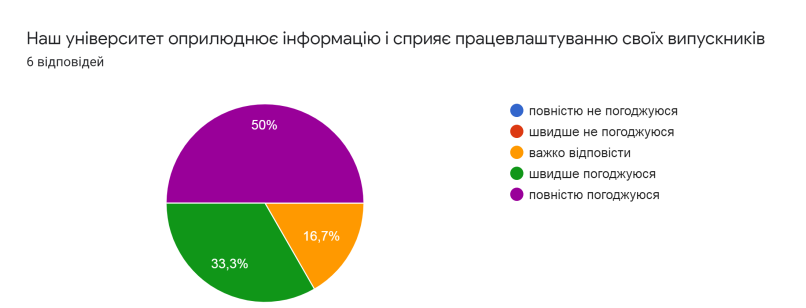 Наш університет оприлюднює інформацію і сприяє працевлаштуванню своїх випускників
6 відповідей
повністю не погоджуюся
швидше не погоджуюся
важко відповісти
швидше погоджуюся
повністю погоджуюся
50%
16,7%
33,3%